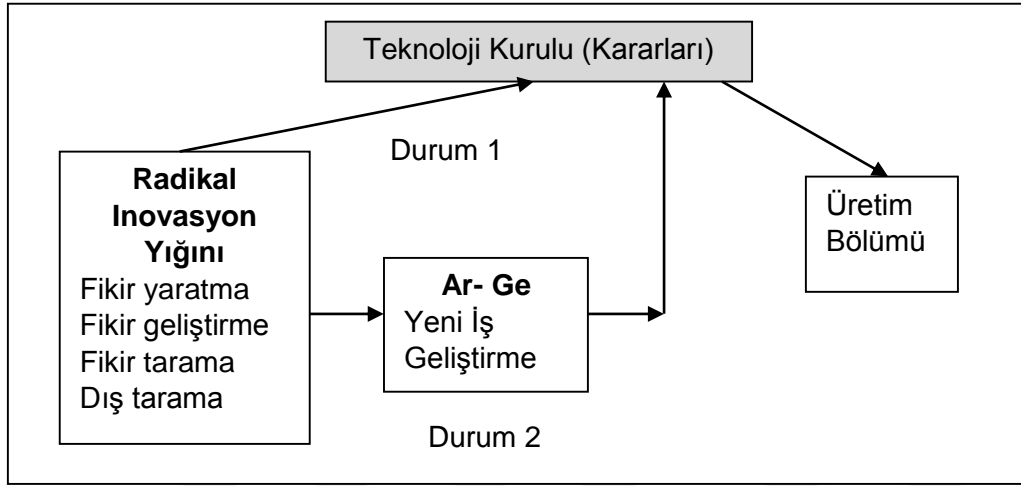 Teknoloji Kurulu (Kararları)
Durum 1
Radikal
Inovasyon
Yığını
Fikir yaratma
Fikir geliştirme
Fikir tarama
Dış tarama
Ar- Ge
Yeni İş
Geliştirme
Üretim
Bölümü
Durum 2